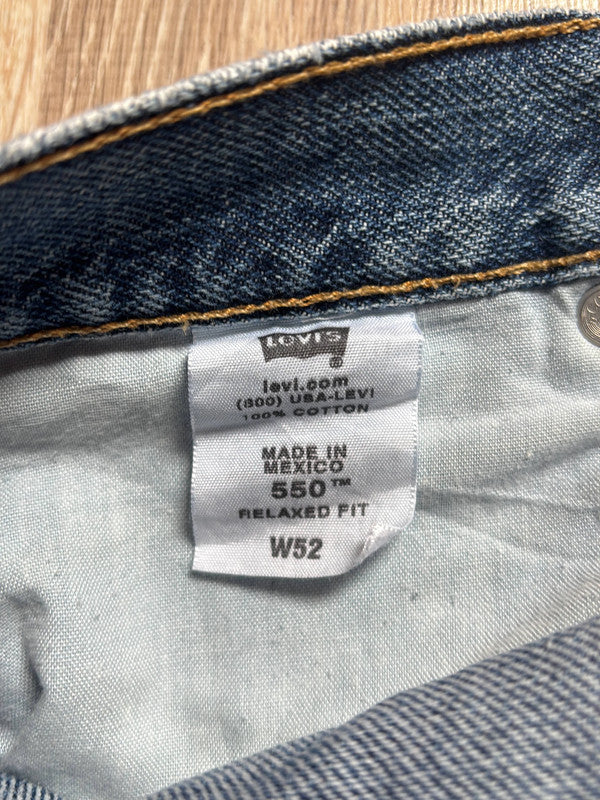 LEVI'S
®
levi.com
(800) USA-LEVI
100% COTTON
MADE IN
MEXICO
550™
RELAXED FIT
W52